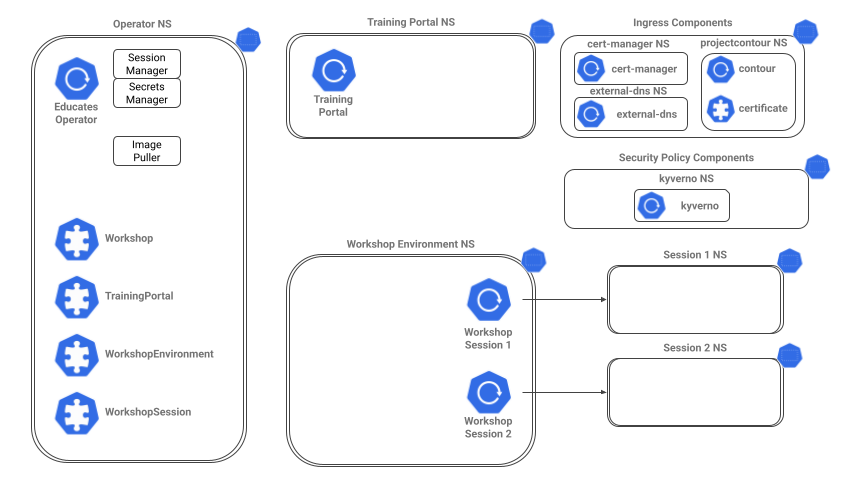 Operator NS
Session
Manager
Secrets
Manager
Educates
Operator
Image
Puller
Workshop
TrainingPortal
WorkshopEnvironment
WorkshopSession
Training Portal NS
Training
Portal
Ingress Components
cert-manager NS
cert-manager
external-dns NS
external-dns
projectcontour NS
contour
certificate
Security Policy Components
kyverno NS
kyverno
Workshop Environment NS
Workshop
Session 1
Workshop
Session 2
Session 1 NS
Session 2 NS